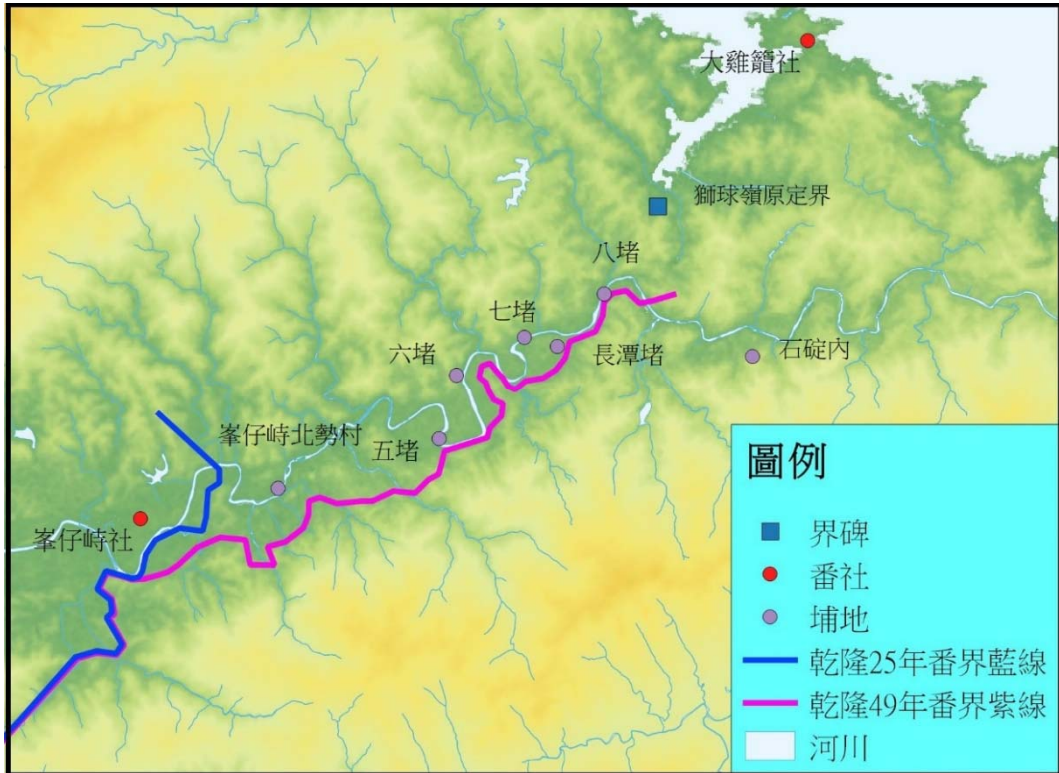 大雞籠社
獅球嶺原定界
八堵
七堵
長潭堵
石碇內
六堵
峯仔峙北勢村
五堵
峯仔峙社
圖例
界碑
番社
埔地
乾隆25年番界藍線
乾隆49年番界紫線
河川